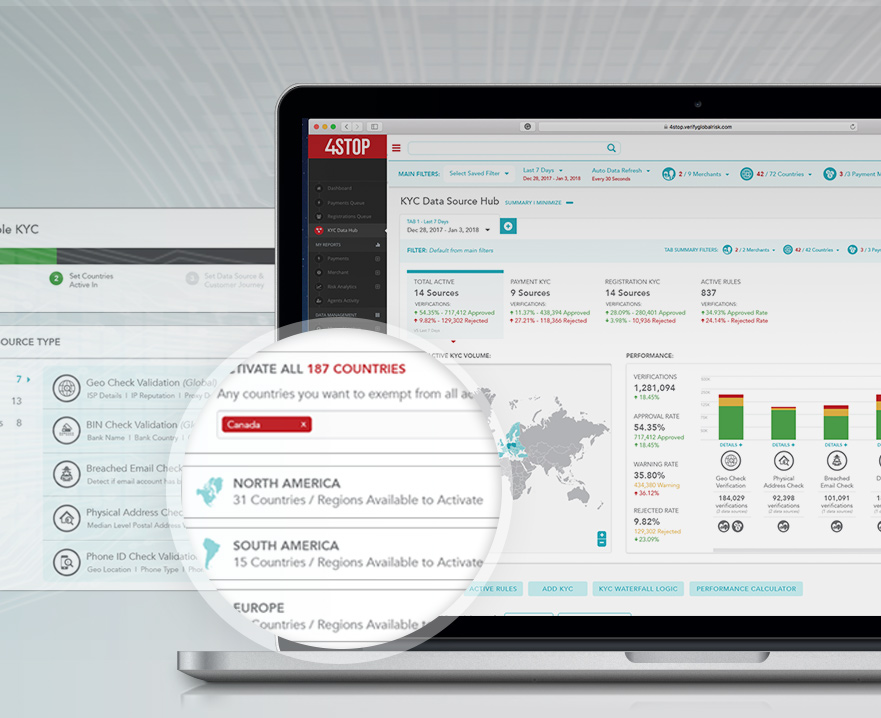 4stop.verifyglobalrisk.com
4STOP
MAIN FILTERS:
Select Saved Filter
Last 7 Days
Dec 28, 2017 - Jan 3, 2018
Auto Data Refresh
Every 30 Seconds
2 / 9 Merchants
42 / 72 Countries
3 /3 Payment M
Dashboard
Payments Queue
Registrations Queue
KYC Data Hub
MY REPORTS
Payments
Merchant
Risk Analytics
Agents Activity
DATA MANAGEMENT
KYC Data Source Hub
SUMMARY | MINIMIZE
TAB 1 - Last 7 Days
Dec 28, 2017 - Jan 3, 2018
FILTER: Default from main filters
TAB SUMMARY FILTERS:
2 / 2 Merchants
42 / 42 Countries
3 / 3 Pay
TOTAL ACTIVE
14 Sources
VERIFICATIONS:
54.35% - 717,412 Approved
9.82% - 129,302 Rejected
PAYMENT KYC
9 Sources
VERIFICATIONS:
11.37% - 438,394 Approved
27.21% - 118,366 Rejected
REGISTRATION KYC
14 Sources
VERIFICATIONS:
28.09% - 280,401 Approved
3.98% - 10,936 Rejected
ACTIVE RULES
837
VERIFICATIONS:
34.93% Approved Rate
24.14% - Rejected Rate
CTIVE KYC VOLUME:
PERFORMANCE:
VERIFICATIONS
1,281,094
18.45%
APPROVAL RATE
54.35%
717,412 Approved
18.45%
WARNING RATE
35.80%
434,380 Warning
36.12%
REJECTED RATE
9.82%
129,302 Rejected
23.09%
DETAILS +
DETAILS +
DETAILS +
Geo Check
Verification
184,029
verifications
Physical
Address Check
92,398
verifications
Breached
Email Check
101,091
verifications
ACTIVE RULES
ADD KYC
KYC WATERFALL LOGIC
PERFORMANCE CALCULATOR
le KYC
2
Set Countries
Active In
Set Data Source &
Customer Journey
OURCE TYPE
7
13
s 8
Geo Check Validation (Global)
ISP Details | IP Reputation | Proxy D
BIN Check Validation (Gl
Bank Name | Bank Country |
Breached Email Check
Detect if email account has b
Physical Address Chec
Median Level Postal Address
Phone ID Check Validatio
Geo Location | Phone Type | Pho
CTIVATE ALL 187 COUNTRIES
Any countries you want to exempt from all ac
Canada x
NORTH AMERICA
31 Countries / Regions Available to Activate
SOUTH AMERICA
15 Countries / Regions Available to Activate
EUROPE
Countries / Regions Available to